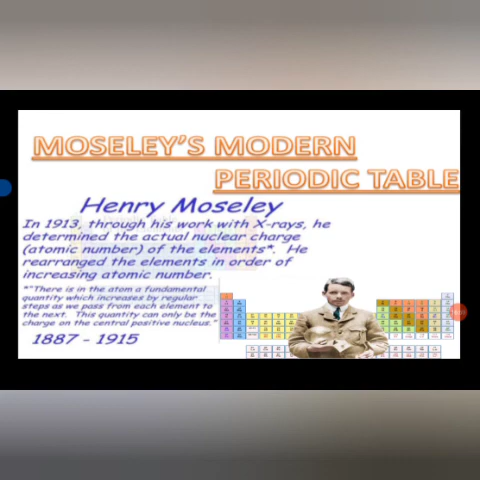 MOSELEY'S MODERN
PERIODIC TABLE
Henry Moseley
In 1913, through his work with X-rays, he
determined the actual nuclear charge
(atomic number) of the elements*. He
rearranged the elements in order of
increasing atomic number.
*"There is in the atom a fundamental
quantity which increases by regular
steps as we pass from each element to
the next. This quantity can only be the
charge on the central positive nucleus."
1887 - 1915